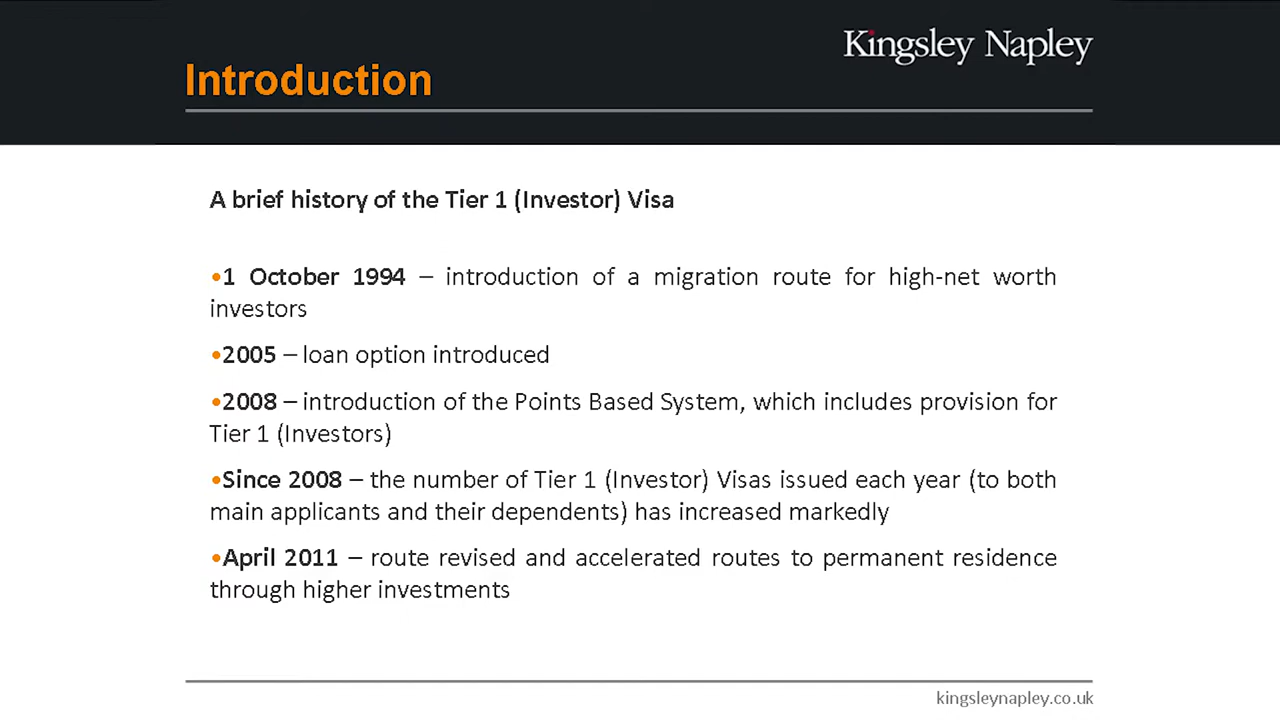 Kingsley Napley
Introduction
A brief history of the Tier 1 (Investor) Visa
•1 October 1994 – introduction of a migration route for high-net worth
investors
•2005 – loan option introduced
•2008 – introduction of the Points Based System, which includes provision for
Tier 1 (Investors)
•Since 2008 – the number of Tier 1 (Investor) Visas issued each year (to both
main applicants and their dependents) has increased markedly
•April 2011 – route revised and accelerated routes to permanent residence
through higher investments
kingsleynapley.co.uk